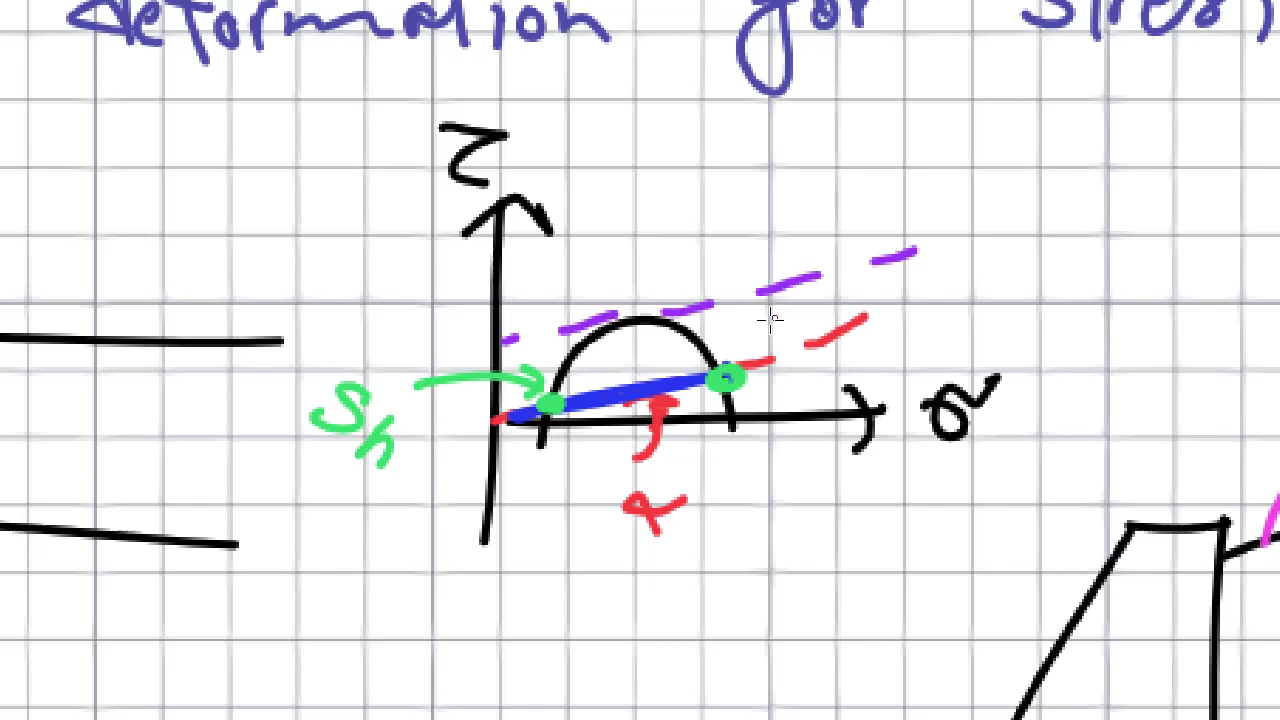 deformation for stress
τ
σ
Sh
α